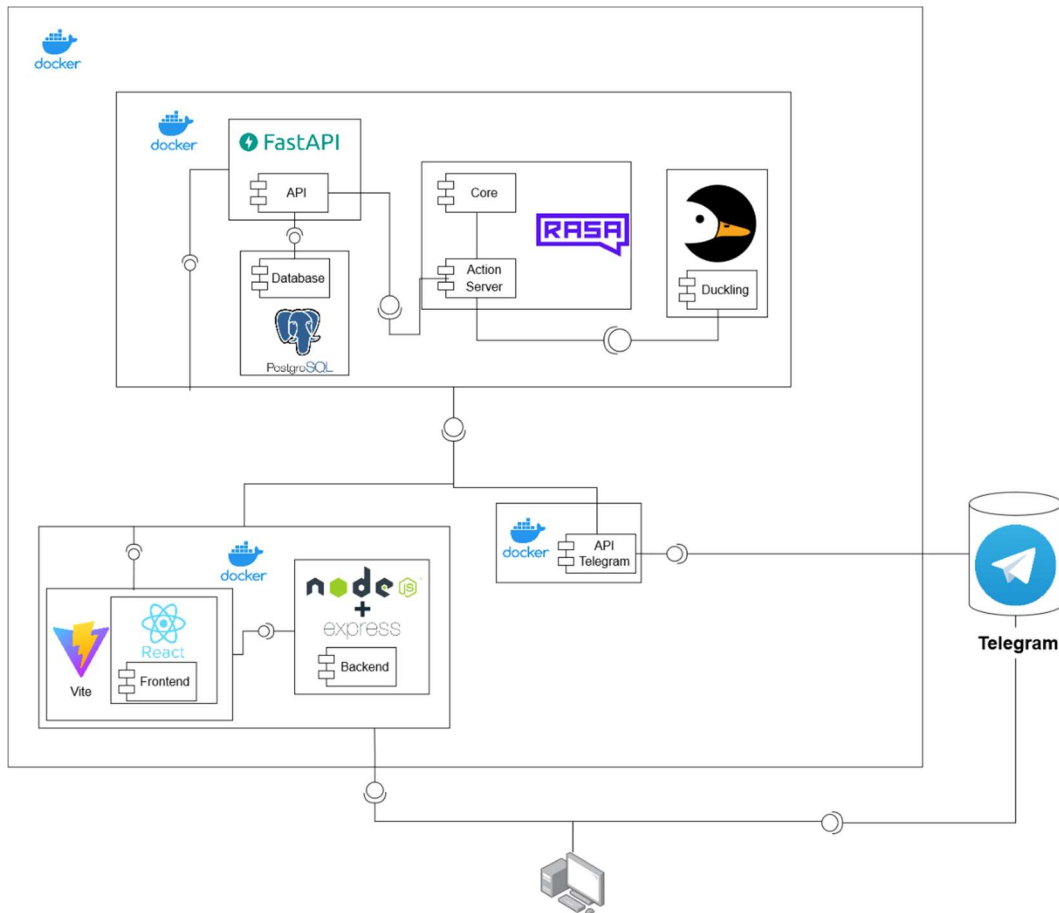 docker
docker
FastAPI
API
Core
RASA
Database
Action
Server
Duckling
PostgreSQL
docker
docker
API
Telegram
node
JS
+
express
React
Vite
Frontend
Backend
Telegram